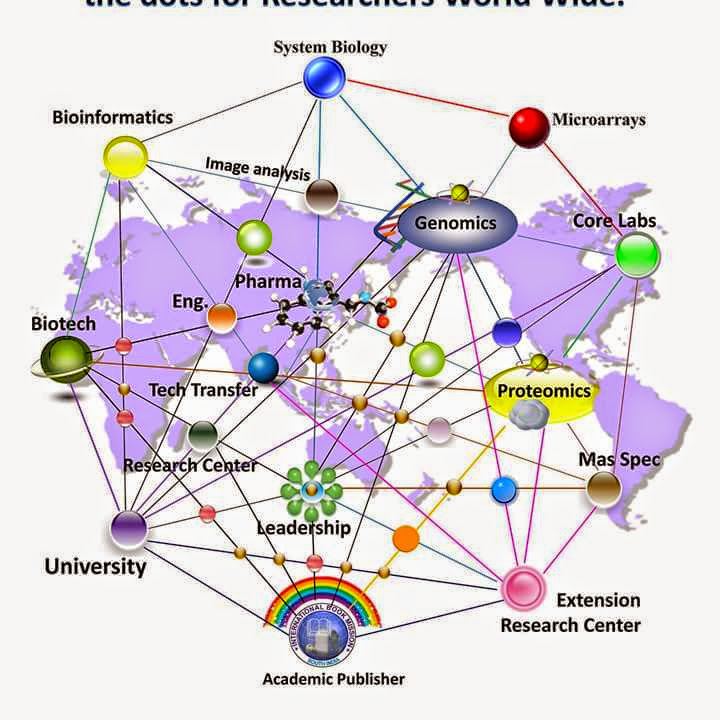 the dots for Researchers World Wide.
System Biology
Bioinformatics
Microarrays
Image analysis
Genomics
Core Labs
Pharma
Eng.
Biotech
Tech Transfer
Proteomics
Research Center
Mas Spec
Leadership
University
Extension
Research Center
INTERNATIONAL BOOK MISSION
SOUTH INDIA
Academic Publisher